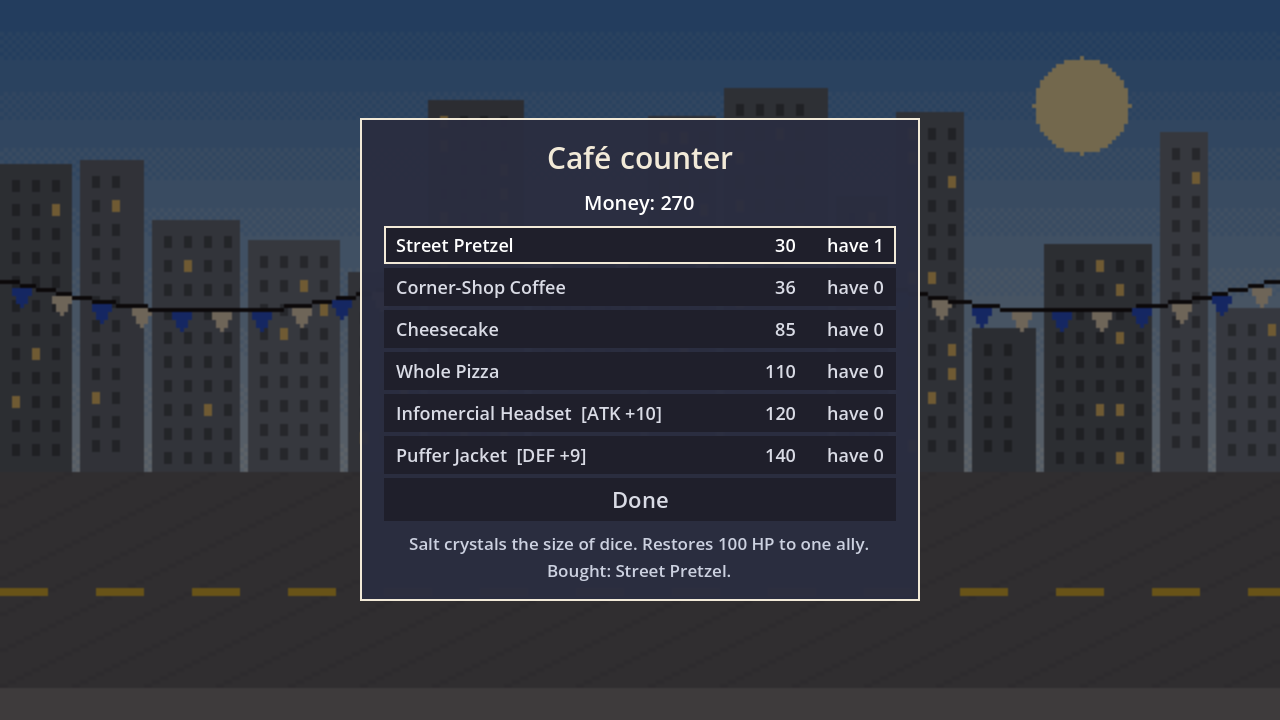 Café counter
Money: 270
Street Pretzel 30 have 1
Corner-Shop Coffee 36 have 0
Cheesecake 85 have 0
Whole Pizza 110 have 0
Infomercial Headset [ATK +10] 120 have 0
Puffer Jacket [DEF +9] 140 have 0
Done
Salt crystals the size of dice. Restores 100 HP to one ally.
Bought: Street Pretzel.